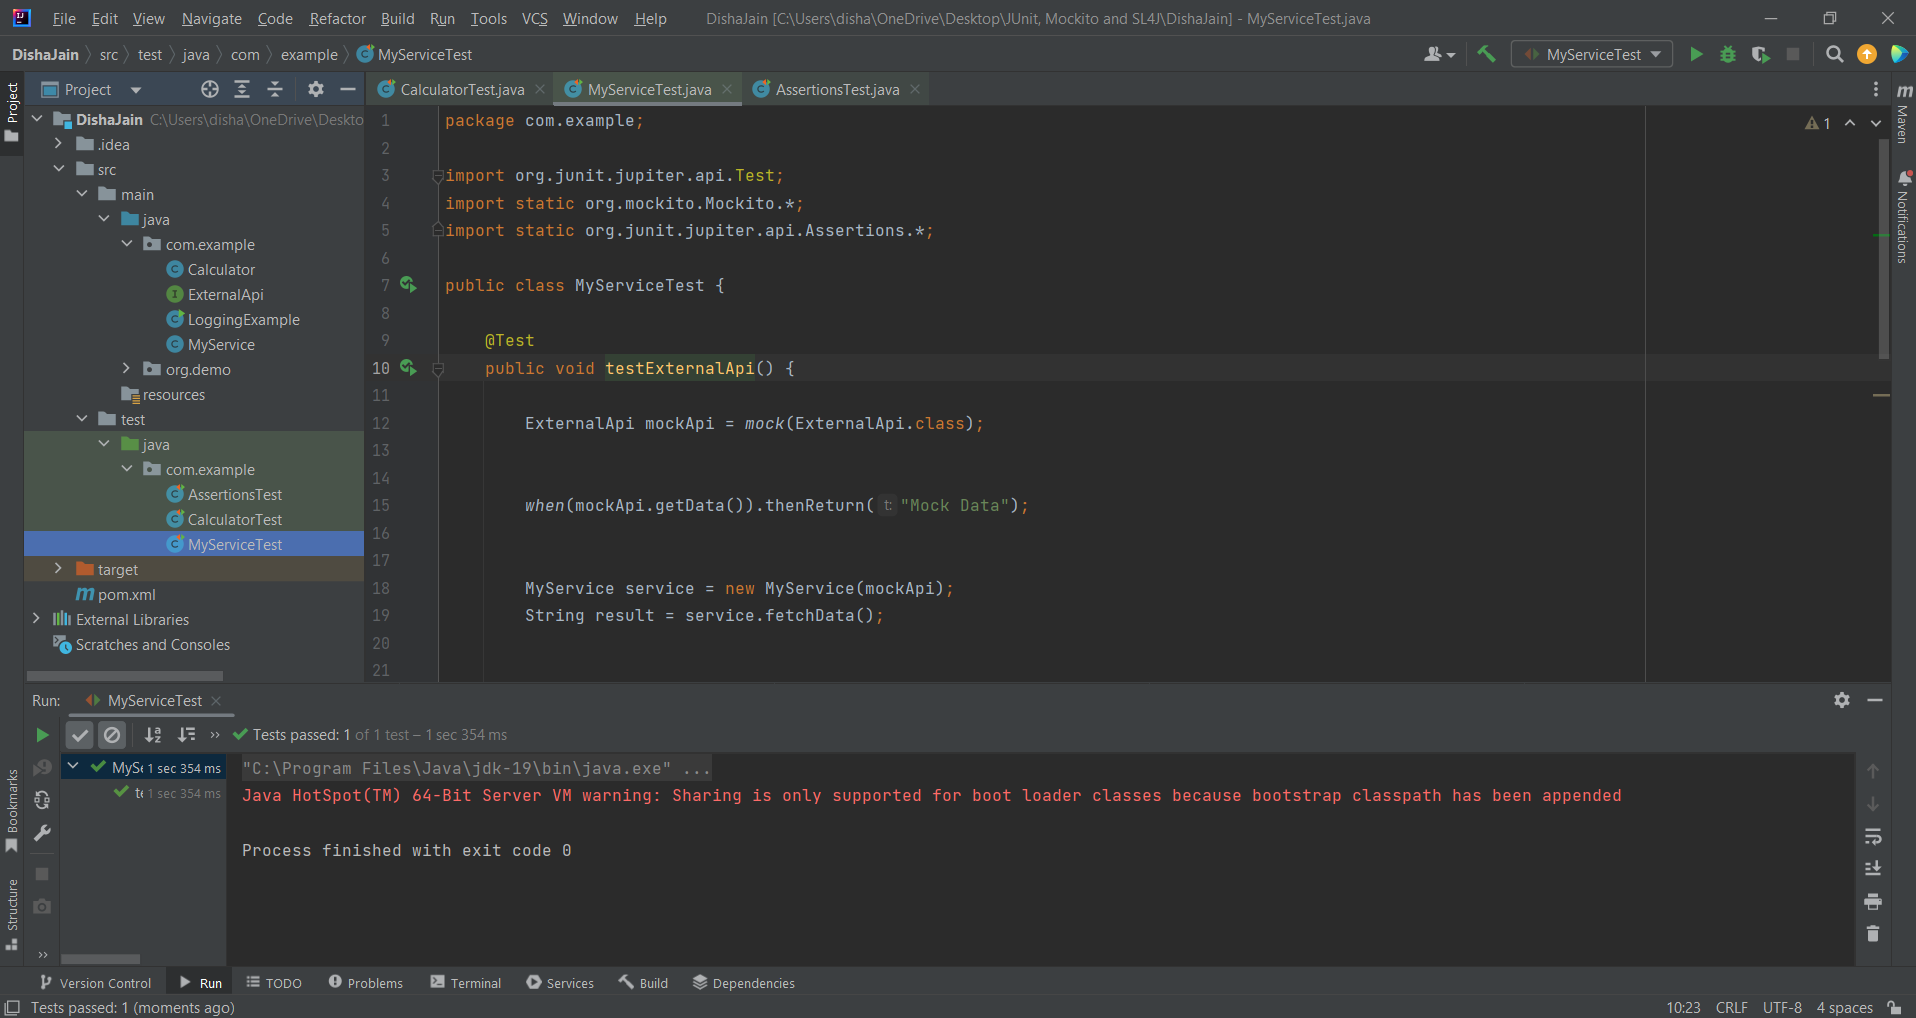 File Edit View Navigate Code Refactor Build Run Tools VCS Window Help DishaJain [C:\Users\disha\OneDrive\Desktop\JUnit, Mockito and SL4J\DishaJain] - MyServiceTest.java
DishaJain src test java com example MyServiceTest MyServiceTest
Project
Project
CalculatorTest.java MyServiceTest.java AssertionsTest.java
DishaJain C:\Users\disha\OneDrive\Deskto
.idea
src
main
java
com.example
Calculator
ExternalApi
LoggingExample
MyService
org.demo
resources
test
java
com.example
AssertionsTest
CalculatorTest
MyServiceTest
target
pom.xml
External Libraries
Scratches and Consoles
1 package com.example;
2
3 import org.junit.jupiter.api.Test;
4 import static org.mockito.Mockito.*;
5 import static org.junit.jupiter.api.Assertions.*;
6
7 public class MyServiceTest {
8
9 @Test
10 public void testExternalApi() {
11
12 ExternalApi mockApi = mock(ExternalApi.class);
13
14
15 when(mockApi.getData()).thenReturn( t: "Mock Data");
16
17
18 MyService service = new MyService(mockApi);
19 String result = service.fetchData();
20
21
1
Maven
Notifications
Run: MyServiceTest
Tests passed: 1 of 1 test – 1 sec 354 ms
MySe 1 sec 354 ms
te 1 sec 354 ms
"C:\Program Files\Java\jdk-19\bin\java.exe" ...
Java HotSpot(TM) 64-Bit Server VM warning: Sharing is only supported for boot loader classes because bootstrap classpath has been appended
Process finished with exit code 0
Bookmarks
Structure
Version Control Run TODO Problems Terminal Services Build Dependencies
Tests passed: 1 (moments ago) 10:23 CRLF UTF-8 4 spaces